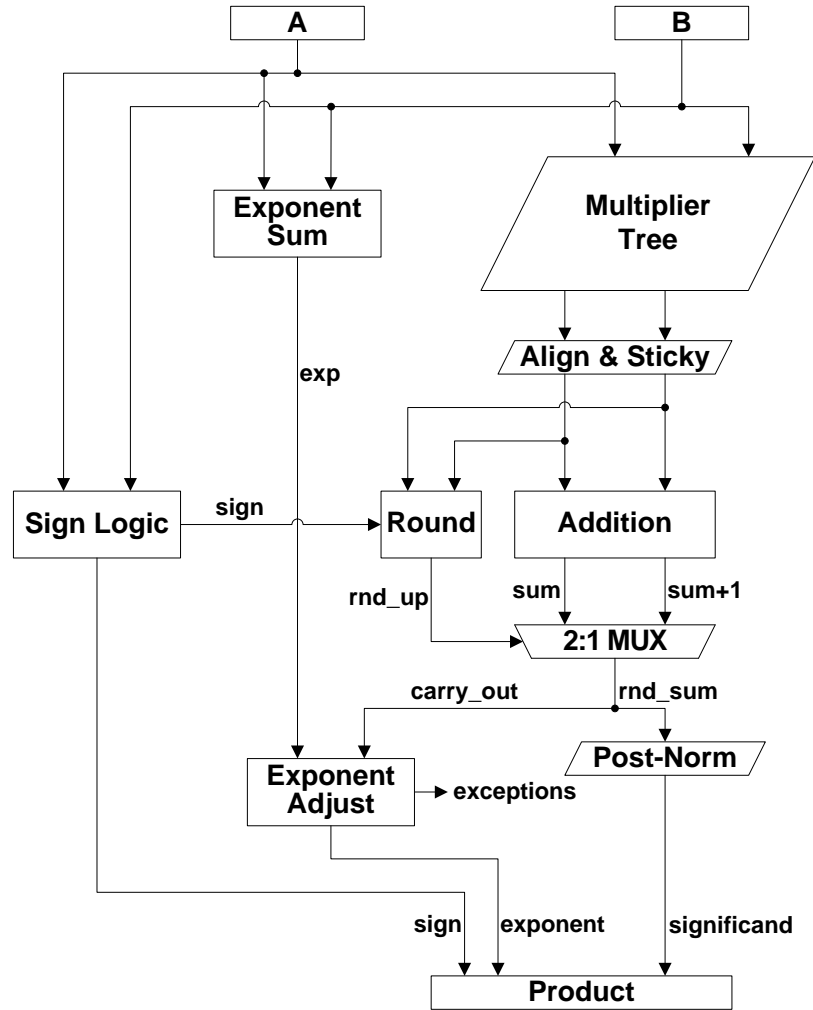 A
B
Exponent
Sum
Multiplier
Tree
Align & Sticky
exp
Sign Logic
sign
Round
Addition
rnd_up
sum
sum+1
2:1 MUX
carry_out
rnd_sum
Exponent
Adjust
exceptions
Post-Norm
sign
exponent
significand
Product